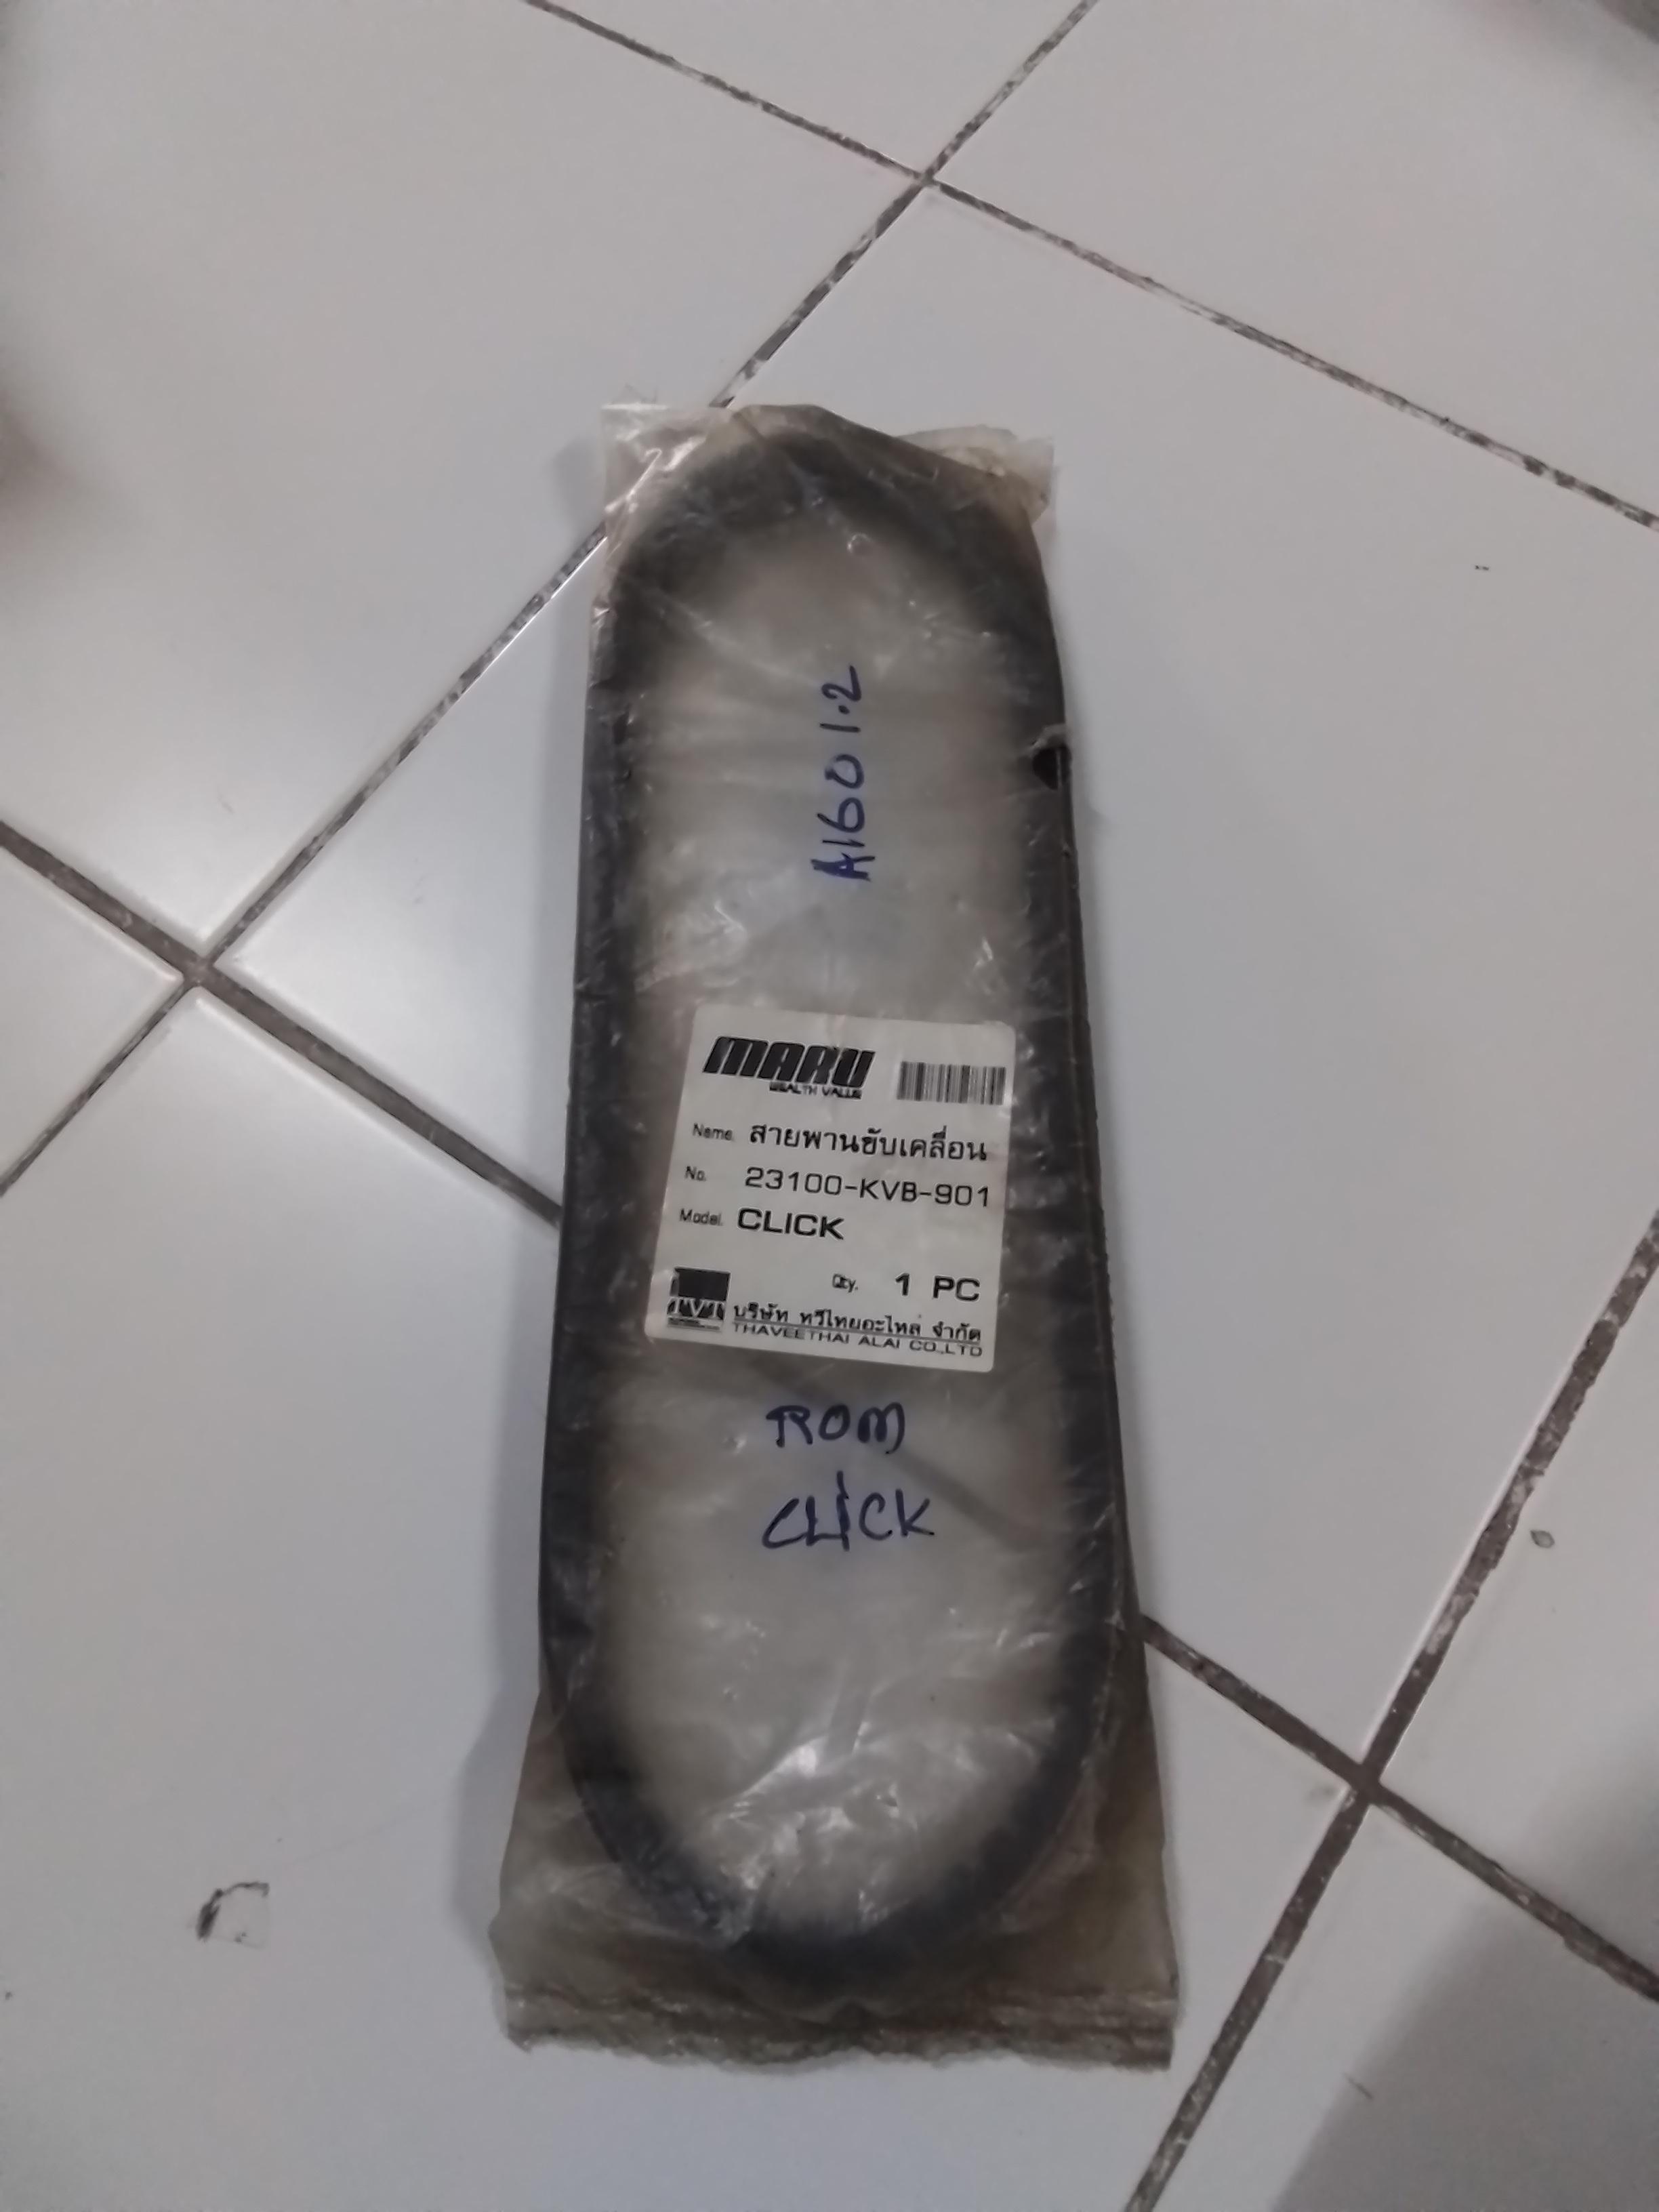 A1601.2
MARU
WEALTH VALUE
Name. สายพานขับเคลื่อน
No. 23100-KVB-901
Model. CLICK
Qty. 1 PC
บริษัท ทวีไทยอะไหล่ จำกัด
THAVEETHAI ALAI CO.,LTD
ROM
CLICK